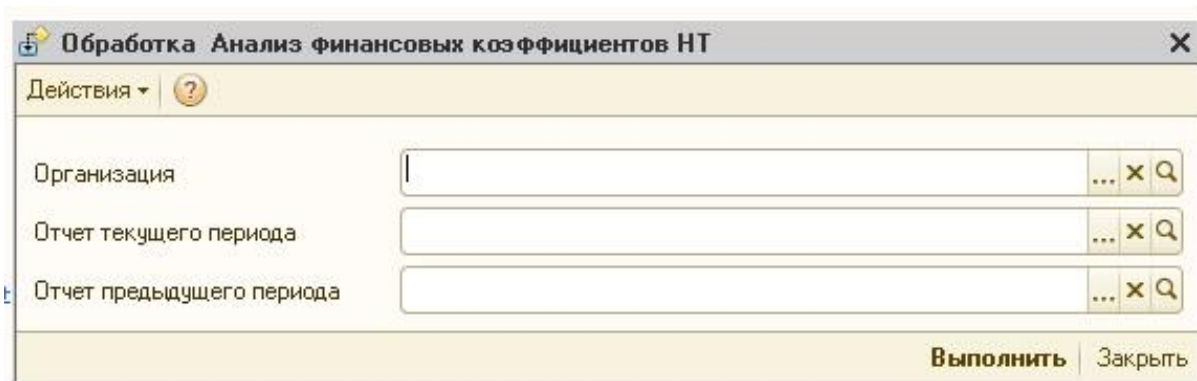 Обработка Анализ финансовых коэффициентов НТ
Действия
Организация
Отчет текущего периода
Отчет предыдущего периода
Выполнить Закрыть